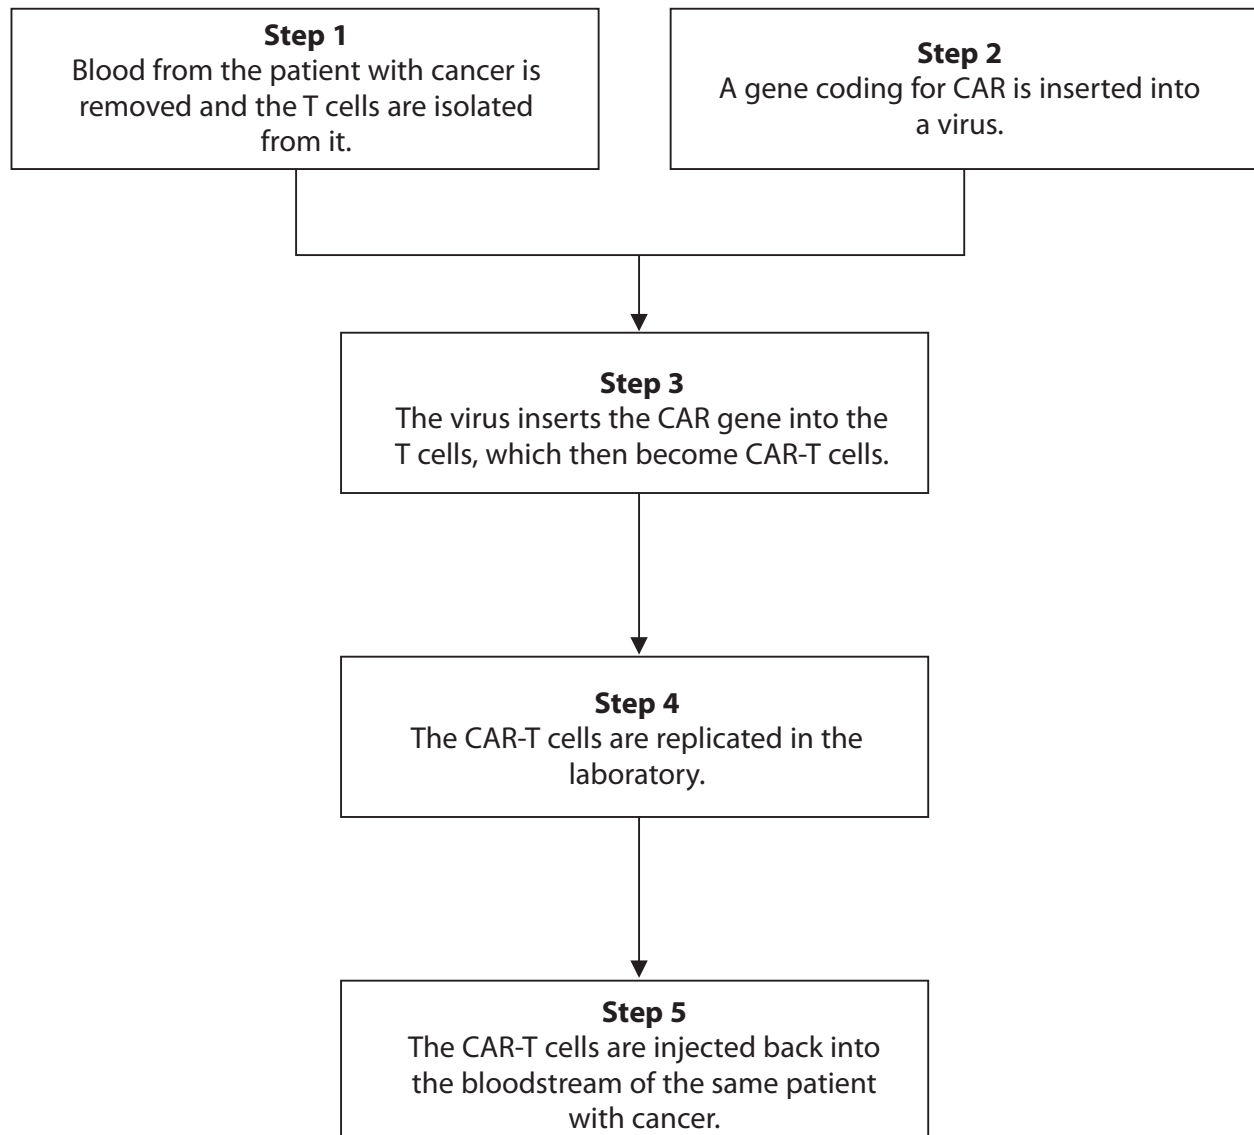 Step 1
Blood from the patient with cancer is
removed and the T cells are isolated
from it.
Step 2
A gene coding for CAR is inserted into
a virus.
Step 3
The virus inserts the CAR gene into the
T cells, which then become CAR-T cells.
Step 4
The CAR-T cells are replicated in the
laboratory.
Step 5
The CAR-T cells are injected back into
the bloodstream of the same patient
with cancer.